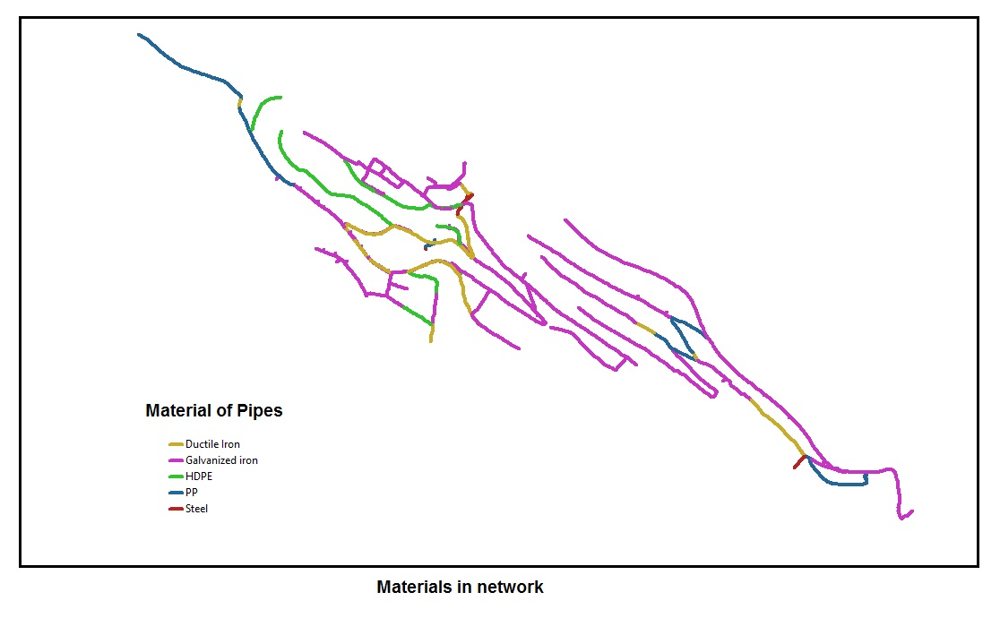 Material of Pipes
Ductile Iron
Galvanized iron
HDPE
PP
Steel
Materials in network